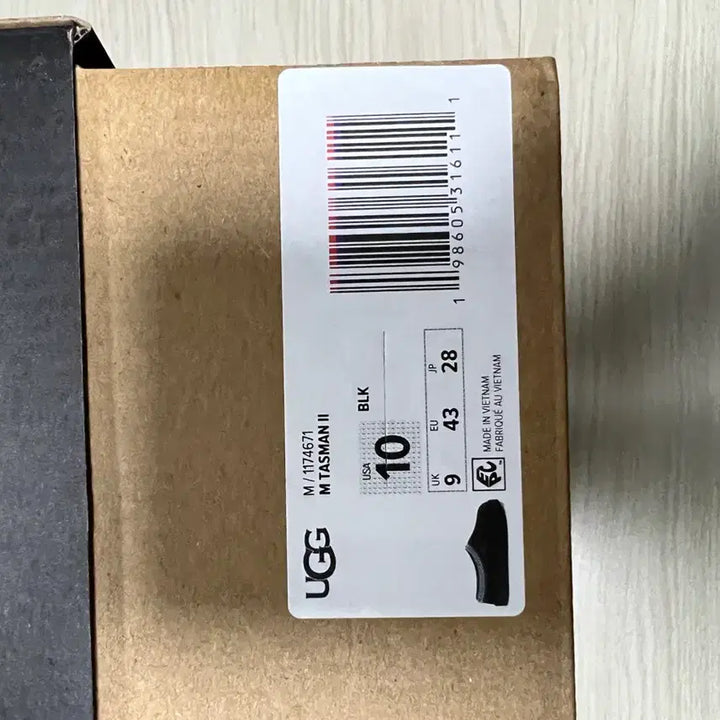 UGG
M / 1174671
M TASMAN II
USA
10
BLK
UK EU JP
9 43 28
MADE IN VIETNAM
FABRIQUÉ AU VIETNAM
1 98605 31611 1